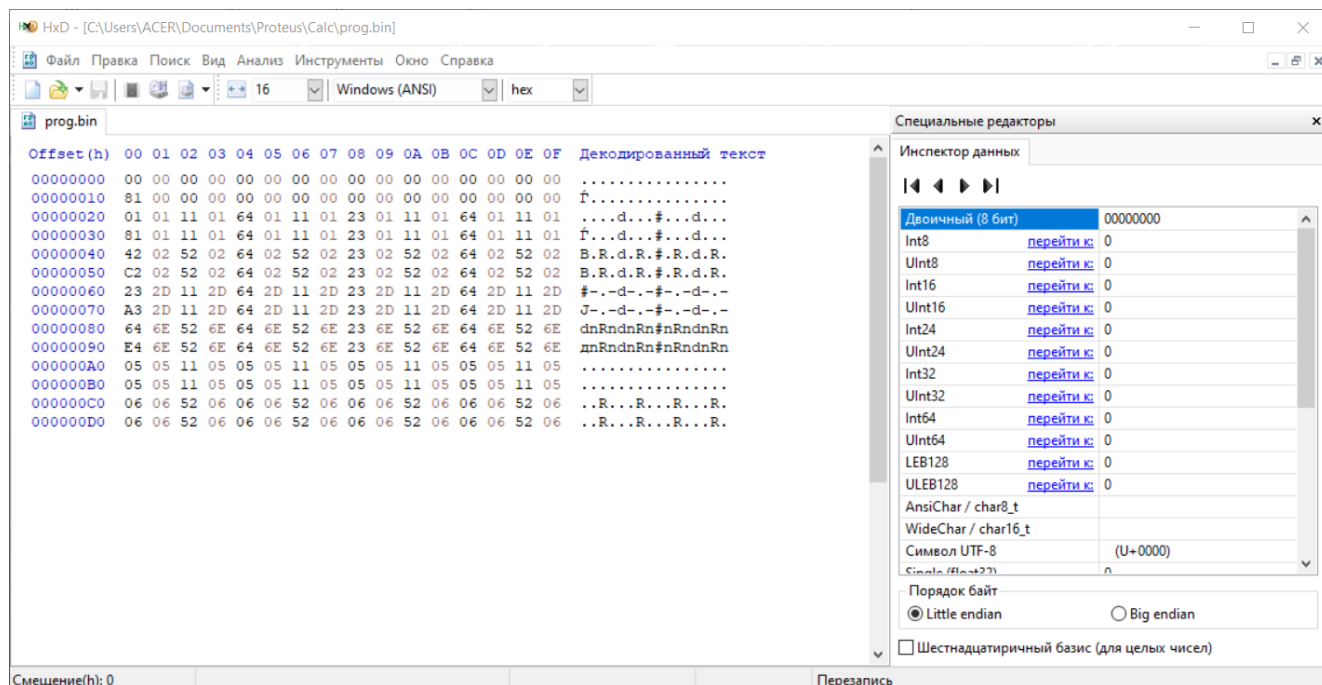 HxD - [C:\Users\ACER\Documents\Proteus\Calc\prog.bin]
Файл Правка Поиск Вид Анализ Инструменты Окно Справка
16 Windows (ANSI) hex
prog.bin
Offset(h) 00 01 02 03 04 05 06 07 08 09 0A 0B 0C 0D 0E 0F Декодированный текст
00000000 00 00 00 00 00 00 00 00 00 00 00 00 00 00 00 00 ................
00000010 81 00 00 00 00 00 00 00 00 00 00 00 00 00 00 00 Ѓ...............
00000020 01 01 11 01 64 01 11 01 23 01 11 01 64 01 11 01 ....d...#...d...
00000030 81 01 11 01 64 01 11 01 23 01 11 01 64 01 11 01 Ѓ...d...#...d...
00000040 42 02 52 02 64 02 52 02 23 02 52 02 64 02 52 02 B.R.d.R.#.R.d.R.
00000050 C2 02 52 02 64 02 52 02 23 02 52 02 64 02 52 02 В.R.d.R.#.R.d.R.
00000060 23 2D 11 2D 64 2D 11 2D 23 2D 11 2D 64 2D 11 2D #-.-d-.-#-.-d-.-
00000070 A3 2D 11 2D 64 2D 11 2D 23 2D 11 2D 64 2D 11 2D Ј-.-d-.-#-.-d-.-
00000080 64 6E 52 6E 64 6E 52 6E 23 6E 52 6E 64 6E 52 6E dnRndnRn#nRndnRn
00000090 E4 6E 52 6E 64 6E 52 6E 23 6E 52 6E 64 6E 52 6E дnRndnRn#nRndnRn
000000A0 05 05 11 05 05 05 11 05 05 05 11 05 05 05 11 05 ................
000000B0 05 05 11 05 05 05 11 05 05 05 11 05 05 05 11 05 ................
000000C0 06 06 52 06 06 06 52 06 06 06 52 06 06 06 52 06 ..R...R...R...R.
000000D0 06 06 52 06 06 06 52 06 06 06 52 06 06 06 52 06 ..R...R...R...R.
Специальные редакторы
Инспектор данных
Двоичный (8 бит) 00000000
Int8 перейти к: 0
UInt8 перейти к: 0
Int16 перейти к: 0
UInt16 перейти к: 0
Int24 перейти к: 0
UInt24 перейти к: 0
Int32 перейти к: 0
UInt32 перейти к: 0
Int64 перейти к: 0
UInt64 перейти к: 0
LEB128 перейти к: 0
ULEB128 перейти к: 0
AnsiChar / char8_t
WideChar / char16_t
Символ UTF-8 (U+0000)
Single (float32) 0
Порядок байт
Little endian Big endian
Шестнадцатиричный базис (для целых чисел)
Смещение(h): 0 Перезапись